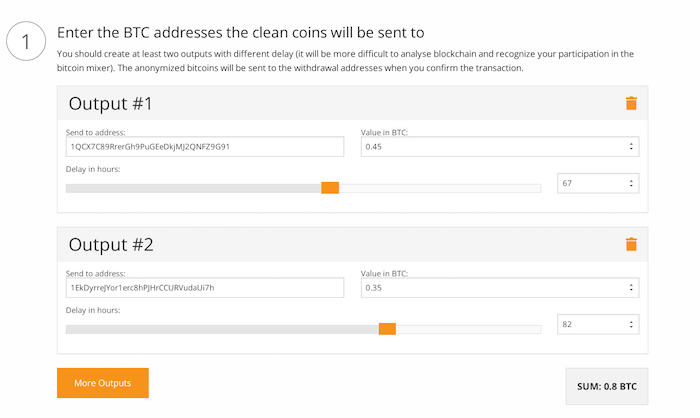 1
Enter the BTC addresses the clean coins will be sent to
You should create at least two outputs with different delay (it will be more difficult to analyse blockchain and recognize your participation in the
bitcoin mixer). The anonymized bitcoins will be sent to the withdrawal addresses when you confirm the transaction.
Output #1
Send to address:
1QCX7C89RrerGh9PuGEeDkjMJ2QNFZ9G91
Value in BTC:
0.45
Delay in hours:
67
Output #2
Send to address:
1EkDyrreJYor1erc8hPJHrCCURVudaUi7h
Value in BTC:
0.35
Delay in hours:
82
More Outputs
SUM: 0.8 BTC